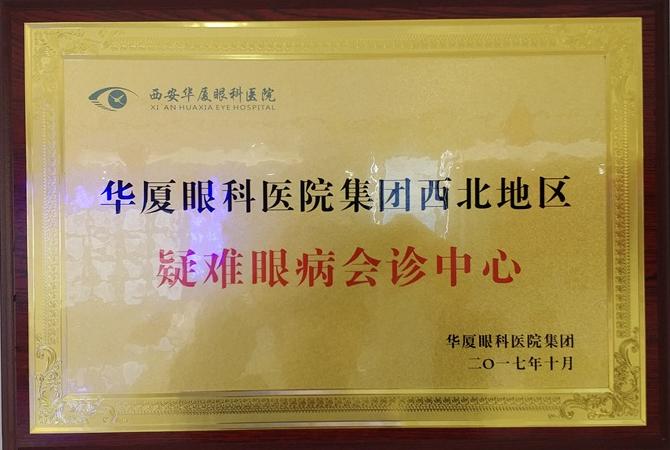 西安华厦眼科医院
XI AN HUAXIA EYE HOSPITAL
华厦眼科医院集团西北地区
疑难眼病会诊中心
华厦眼科医院集团
二〇一七年十月